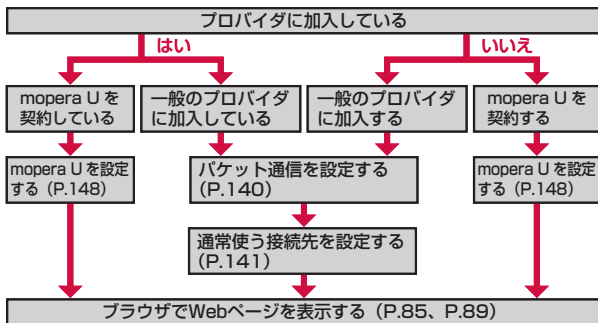 プロバイダに加入している
はい
いいえ
mopera U を
契約している
一般のプロバイダ
に加入している
一般のプロバイダ
に加入する
mopera U を
契約する
mopera U を設定
する（P.148）
パケット通信を設定する
（P.140）
mopera U を設定
する（P.148）
通常使う接続先を設定する
（P.141）
ブラウザでWebページを表示する（P.85、P.89）